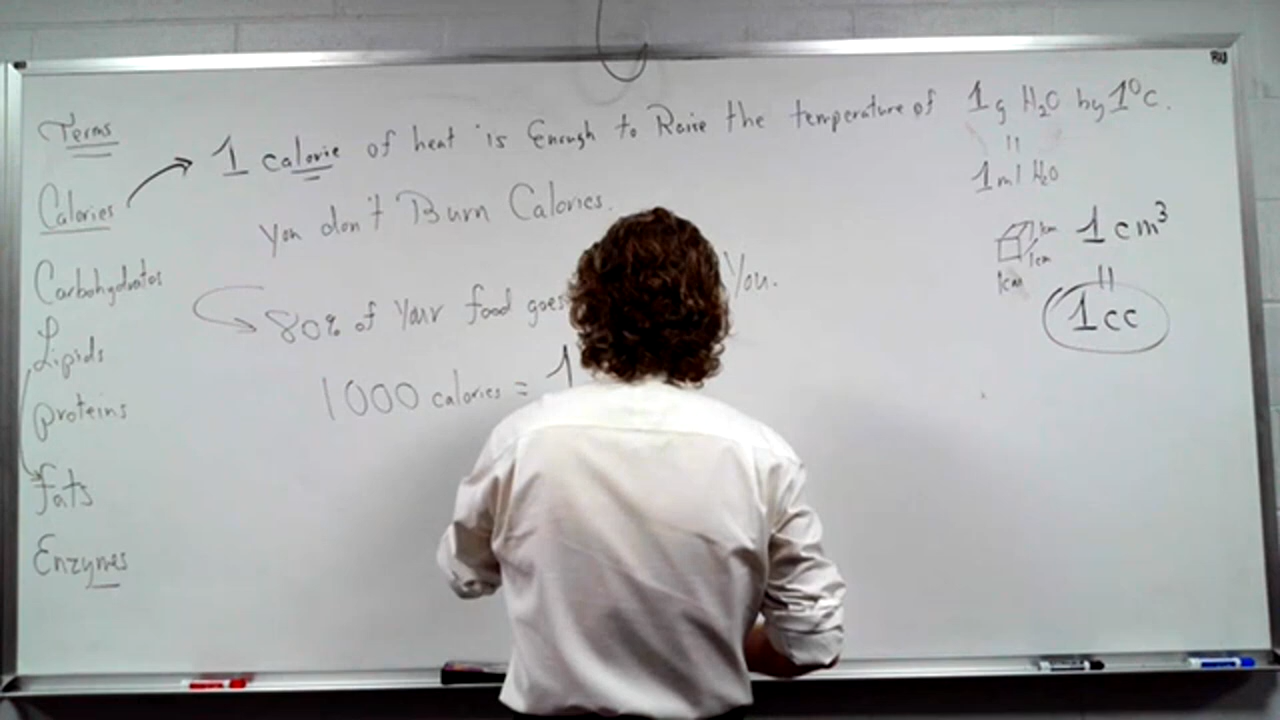 Terms
1 calorie of heat is Enough to Raise the temperature of 1g H₂O by 1°C.
Calories
=
1ml H₂O
You don't Burn Calories.
1cm 1cm 1cm
1 cm³
=
1cc
Carbohydrates
80% of Your food goes
You.
Lipids
1000 calories = 1
proteins
fats
Enzymes